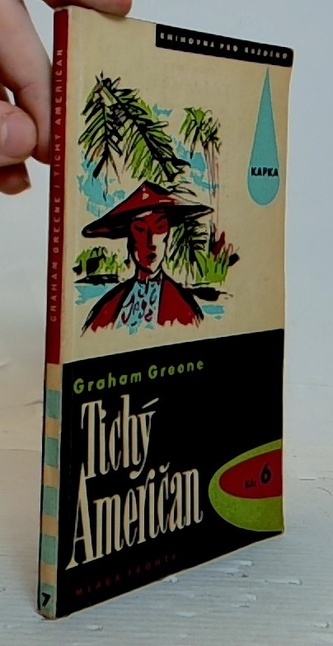 KNIHOVNA PRO KAŽDÉHO
KAPKA
GRAHAM GREENE / TICHÝ AMERIČAN
Graham Greene
Tichý
Američan
Kčs 6
MLADÁ FRONTA
7